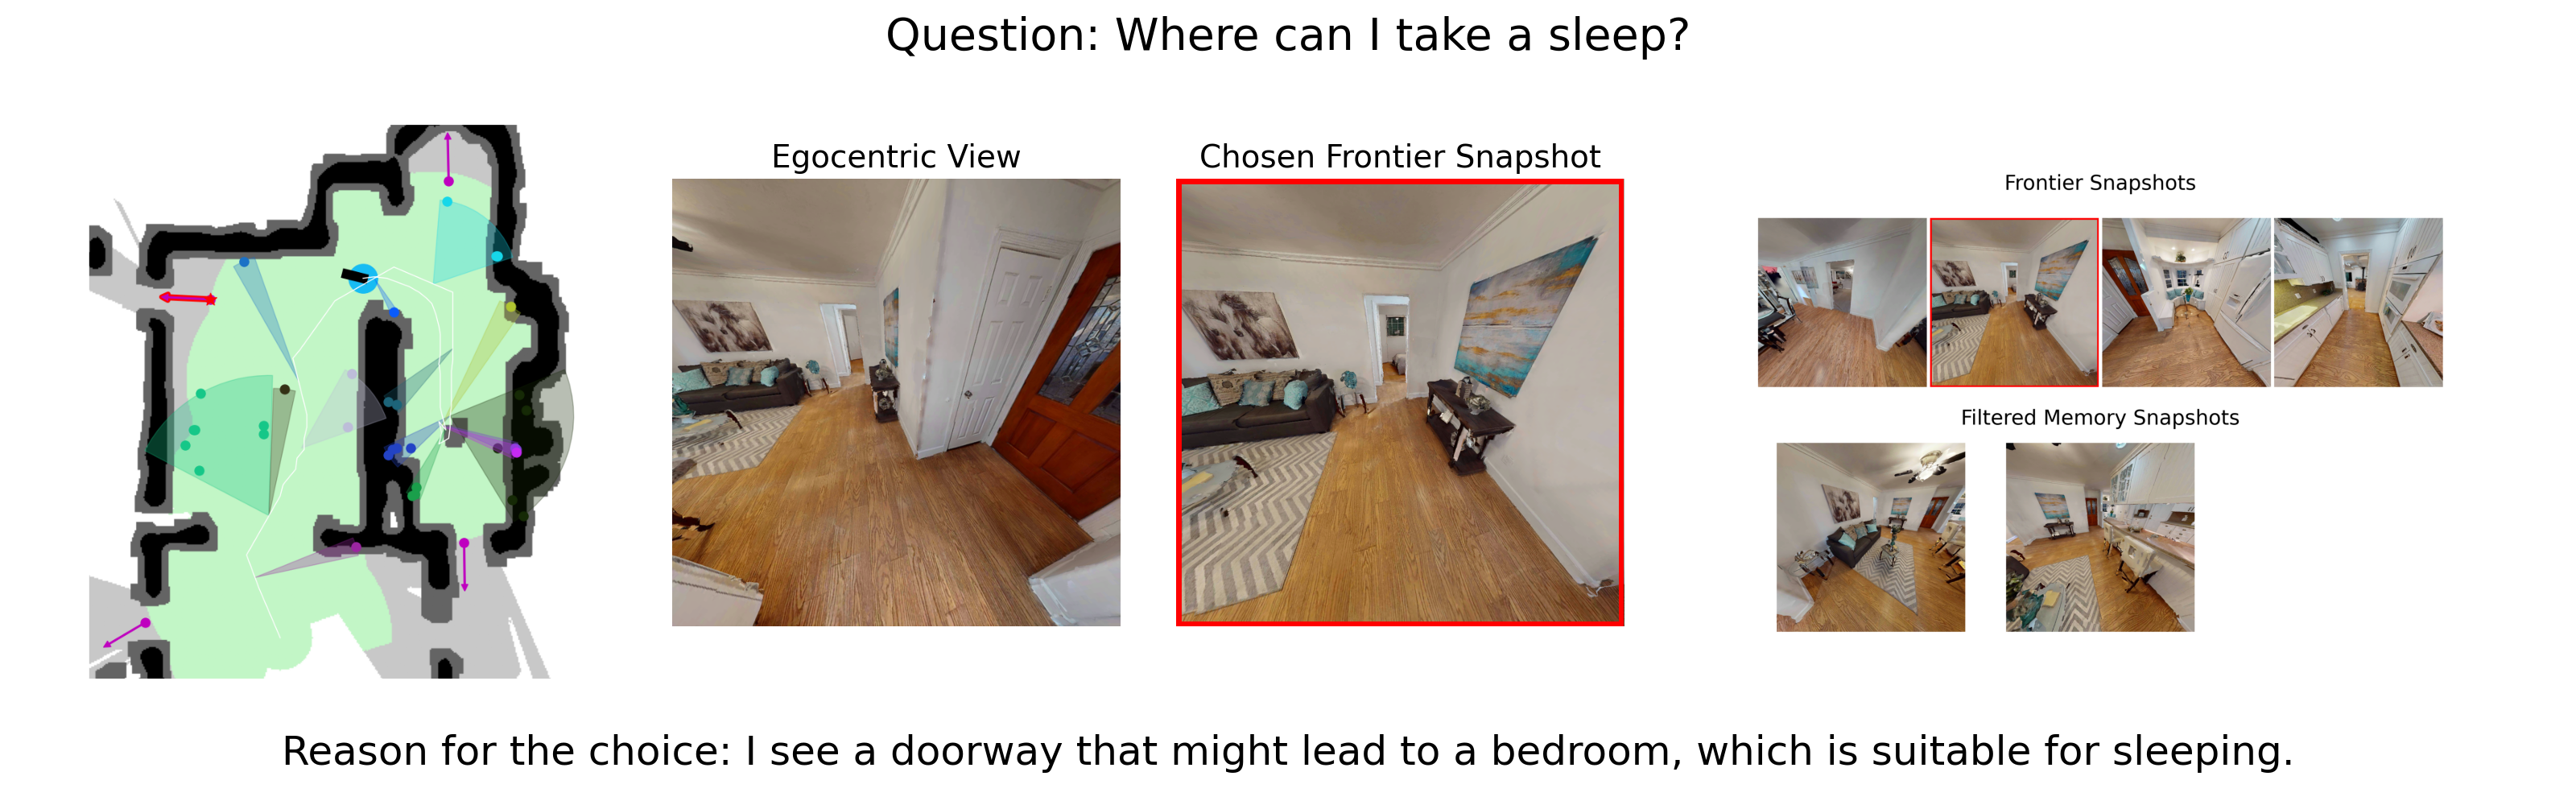 Question: Where can I take a sleep?
Egocentric View
Chosen Frontier Snapshot
Frontier Snapshots
Filtered Memory Snapshots
Reason for the choice: I see a doorway that might lead to a bedroom, which is suitable for sleeping.